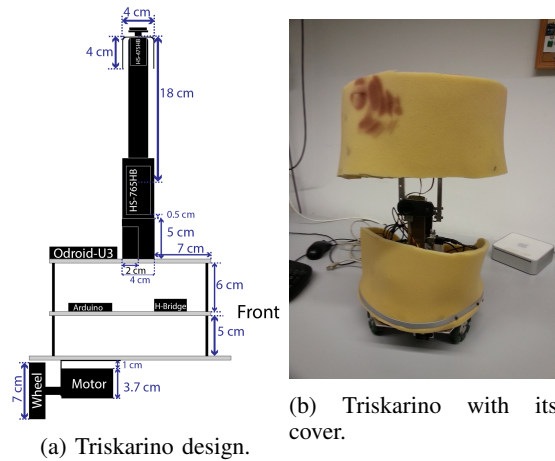 4 cm
4 cm
HS-475HB
18 cm
HS-765HB
0.5 cm
5 cm
7 cm
Odroid-U3
2 cm
4 cm
6 cm
Arduino
H-Bridge
Front
5 cm
1 cm
7 cm
Wheel
Motor
3.7 cm
(a) Triskarino design.
(b) Triskarino with its
cover.